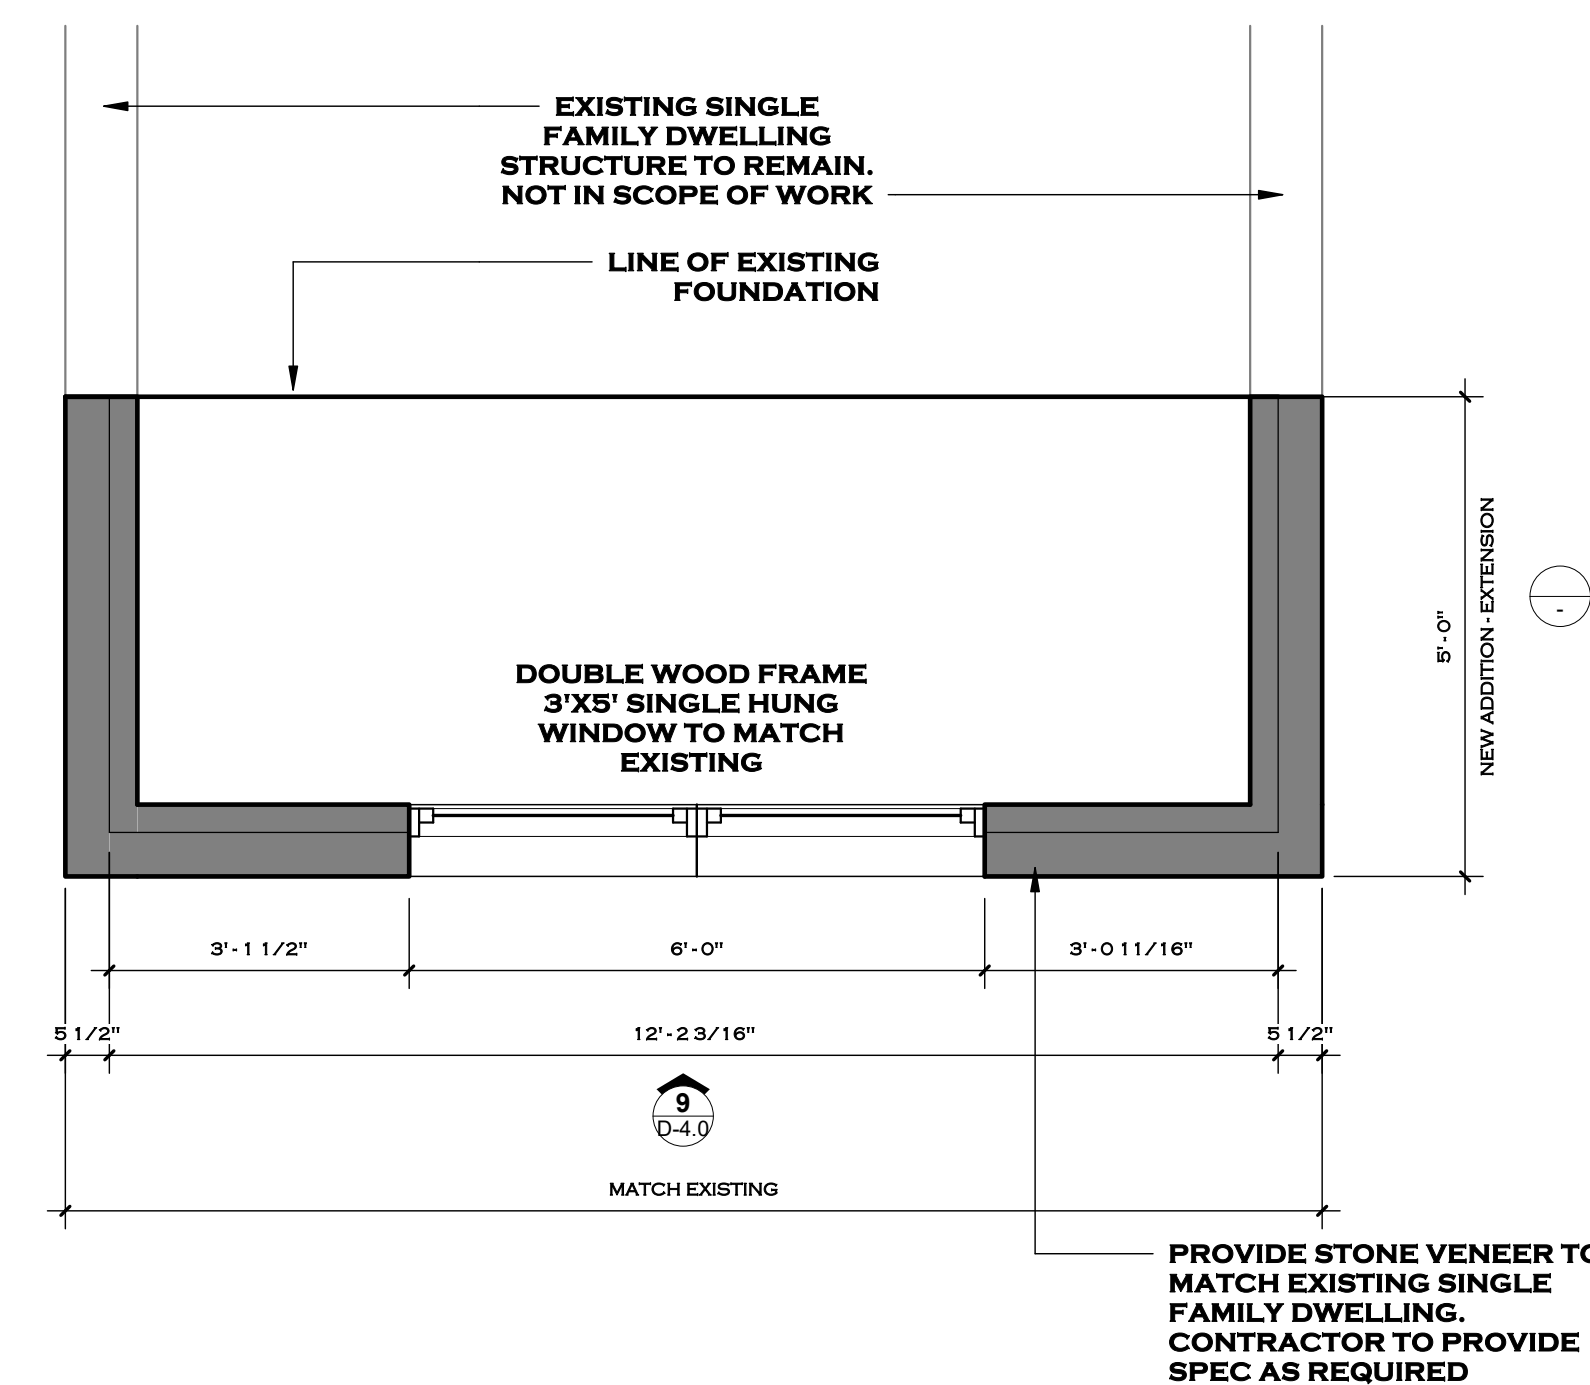 EXISTING SINGLE
FAMILY DWELLING
STRUCTURE TO REMAIN.
NOT IN SCOPE OF WORK
LINE OF EXISTING
FOUNDATION
NEW ADDITION - EXTENSION
5'-0"
-
DOUBLE WOOD FRAME
3'X5' SINGLE HUNG
WINDOW TO MATCH
EXISTING
3'-1 1/2"
6'-0"
3'-0 11/16"
5 1/2"
12'-2 3/16"
5 1/2"
9
D-4.0
MATCH EXISTING
PROVIDE STONE VENEER TO
MATCH EXISTING SINGLE
FAMILY DWELLING.
CONTRACTOR TO PROVIDE
SPEC AS REQUIRED